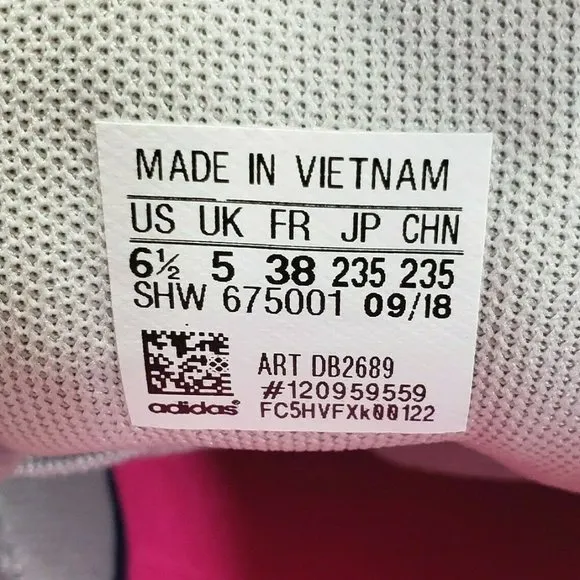 MADE IN VIETNAM
US UK FR JP CHN
6½ 5 38 235 235
SHW 675001 09/18
ART DB2689
#120959559
adidas FC5HVFXk00122